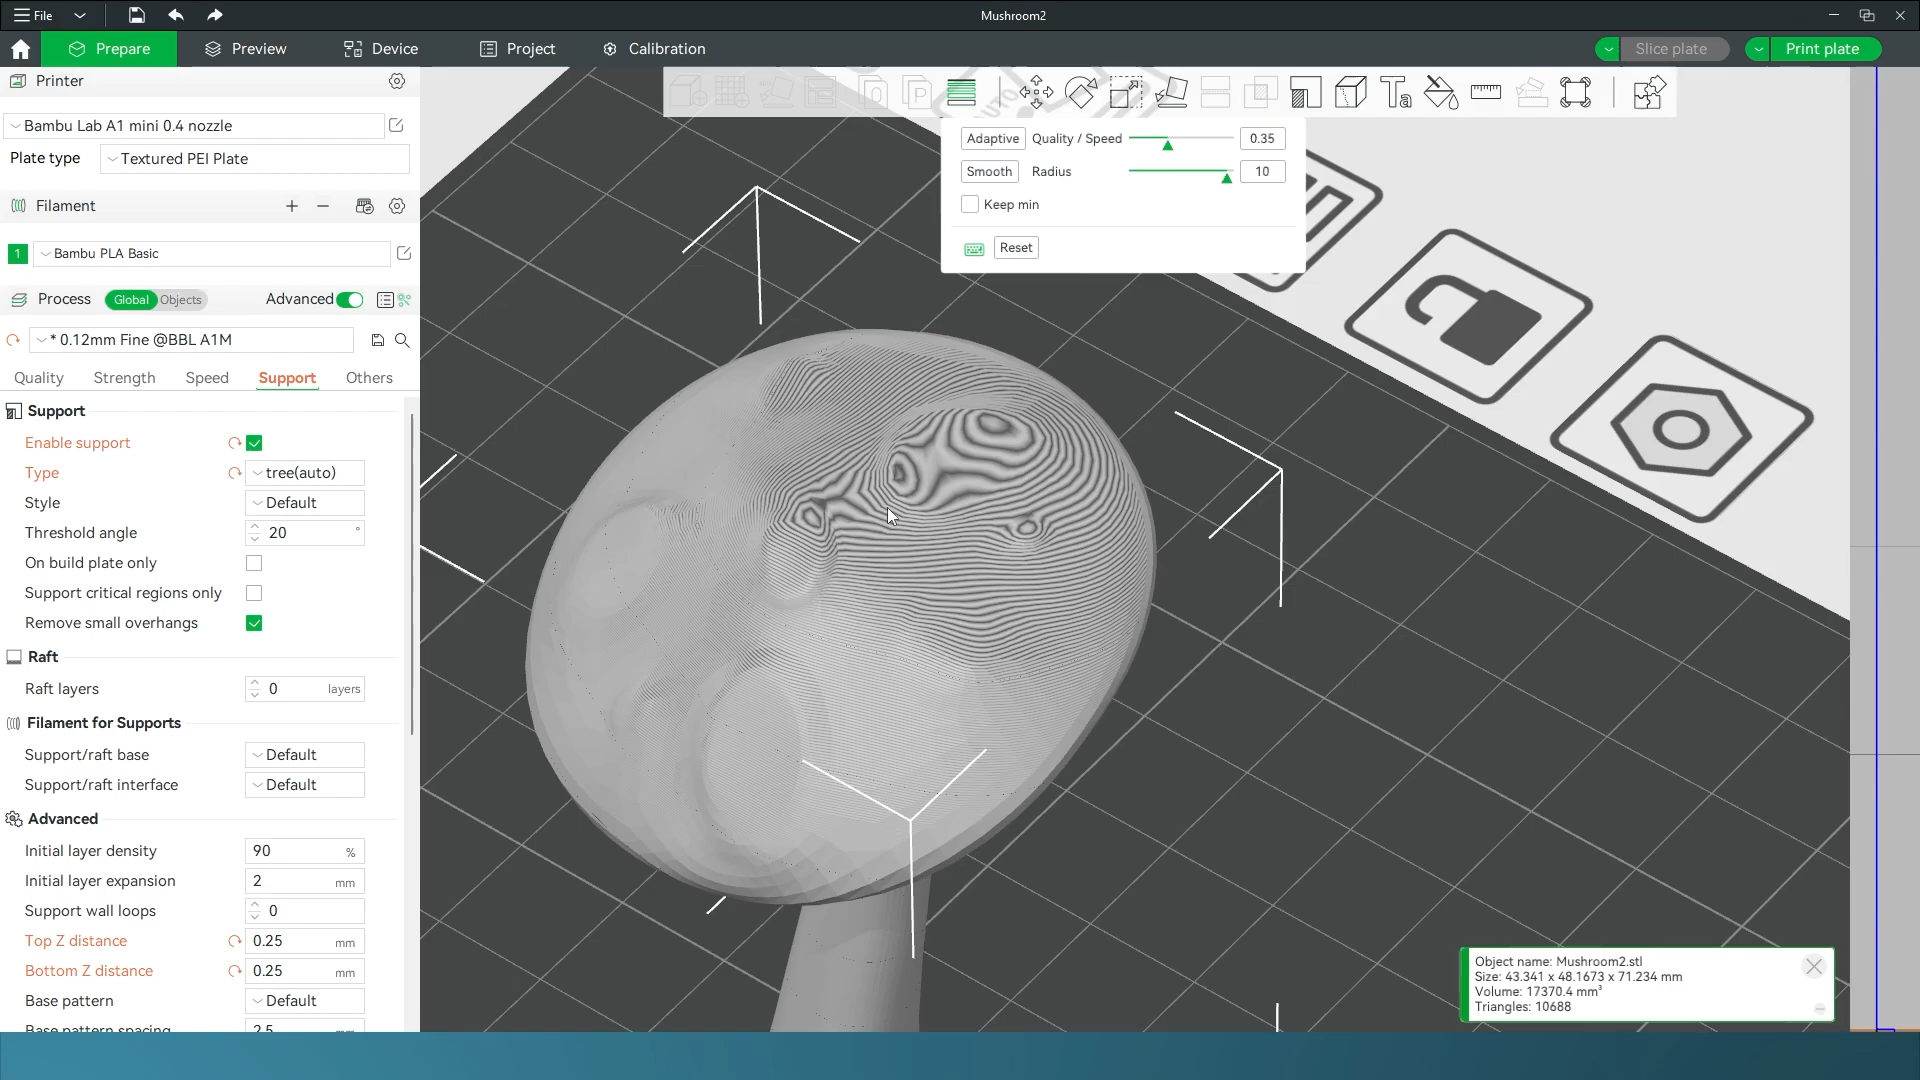 File
Mushroom2
Prepare
Preview
Device
Project
Calibration
Slice plate
Print plate
Printer
Bambu Lab A1 mini 0.4 nozzle
Plate type
Textured PEI Plate
Filament
1
Bambu PLA Basic
Process
Global
Objects
Advanced
* 0.12mm Fine @BBL A1M
Quality
Strength
Speed
Support
Others
Support
Enable support
Type
tree(auto)
Style
Default
Threshold angle
20 °
On build plate only
Support critical regions only
Remove small overhangs
Raft
Raft layers
0 layers
Filament for Supports
Support/raft base
Default
Support/raft interface
Default
Advanced
Initial layer density
90 %
Initial layer expansion
2 mm
Support wall loops
0
Top Z distance
0.25 mm
Bottom Z distance
0.25 mm
Base pattern
Default
Base pattern spacing
2.5 mm
AUTO
Adaptive
Quality / Speed
0.35
Smooth
Radius
10
Keep min
Reset
Object name: Mushroom2.stl
Size: 43.341 x 48.1673 x 71.234 mm
Volume: 17370.4 mm³
Triangles: 10688